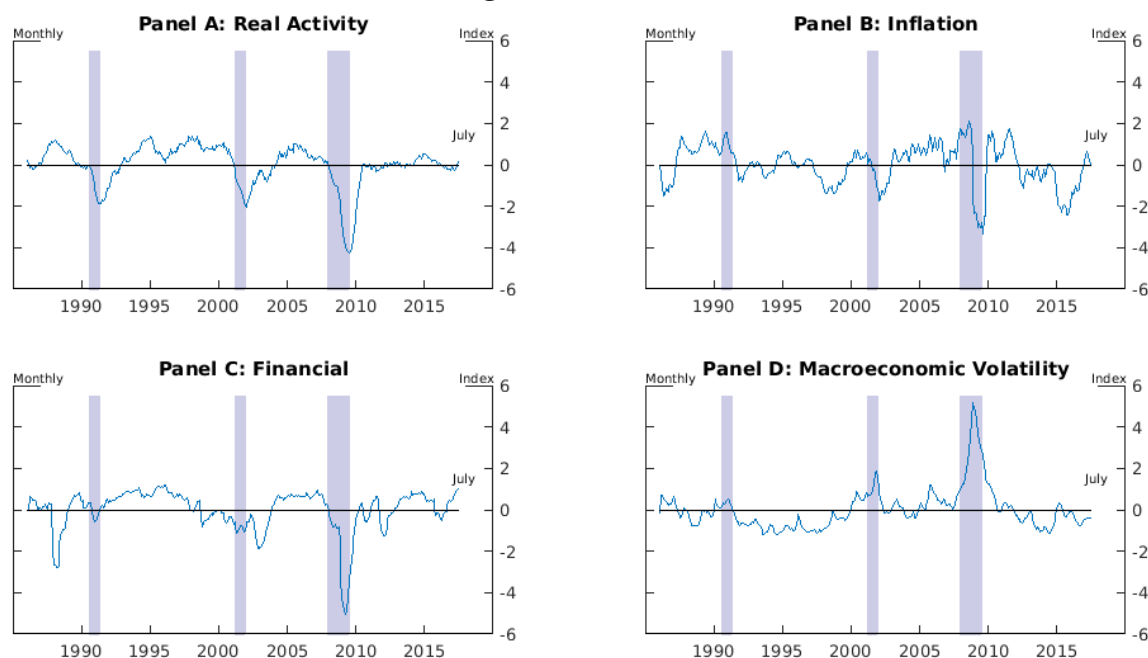 Panel A: Real Activity
Monthly
Index
6
4
2
July
0
-2
-4
-6
1990 1995 2000 2005 2010 2015
Panel B: Inflation
Monthly
Index
6
4
2
July
0
-2
-4
-6
1990 1995 2000 2005 2010 2015
Panel C: Financial
Monthly
Index
6
4
2
July
0
-2
-4
-6
1990 1995 2000 2005 2010 2015
Panel D: Macroeconomic Volatility
Monthly
Index
6
4
2
July
0
-2
-4
-6
1990 1995 2000 2005 2010 2015